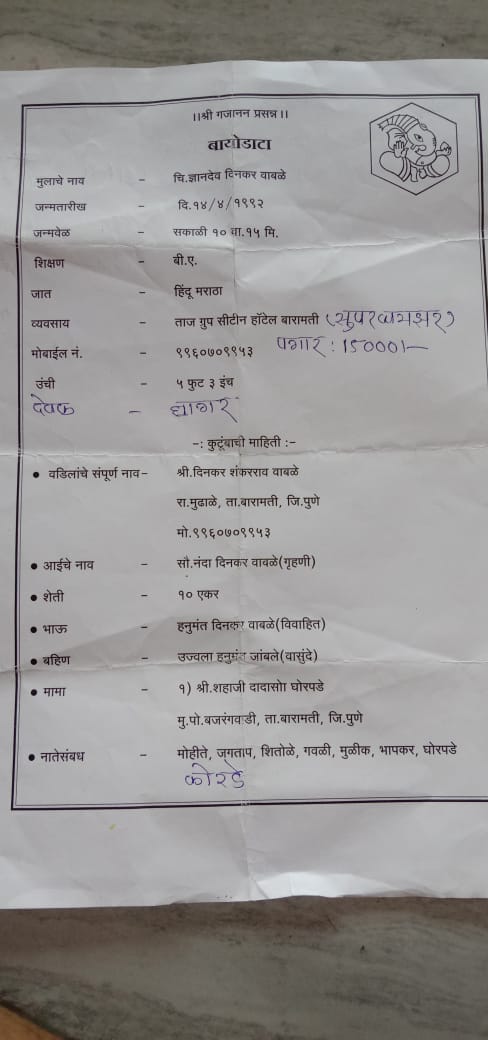 ।।श्री गजानन प्रसन्न।।
बायोडाटा
मुलाचे नाव - चि.ज्ञानदेव दिनकर वाबळे
जन्मतारीख - दि.१४/४/१९९२
जन्मवेळ - सकाळी १० वा.१५ मि.
शिक्षण - बी.ए.
जात - हिंदू मराठा
व्यवसाय - ताज ग्रुप सीटीन हॉटेल बारामती (सुपरवायझर)
मोबाईल नं. - ९९६०७०९९५३ पगार : 15000/-
उंची - ५ फुट ३ इंच
देवक - घागर
-: कुटूंबाची माहिती :-
• वडिलांचे संपूर्ण नाव - श्री.दिनकर शंकरराव वाबळे
रा.मुढाळे, ता.बारामती, जि.पुणे
मो.९९६०७०९९५३
• आईचे नाव - सौ.नंदा दिनकर वाबळे(गृहणी)
• शेती - १० एकर
• भाऊ - हनुमंत दिनकर वाबळे(विवाहित)
• बहिण - उज्वला हनुमंत जांबले(वासुंदे)
• मामा - १) श्री.शहाजी दादासोा घोरपडे
मु.पो.बजरंगवाडी, ता.बारामती, जि.पुणे
• नातेसंबध - मोहीते, जगताप, शितोळे, गवळी, मुळीक, भापकर, घोरपडे
कोरडे